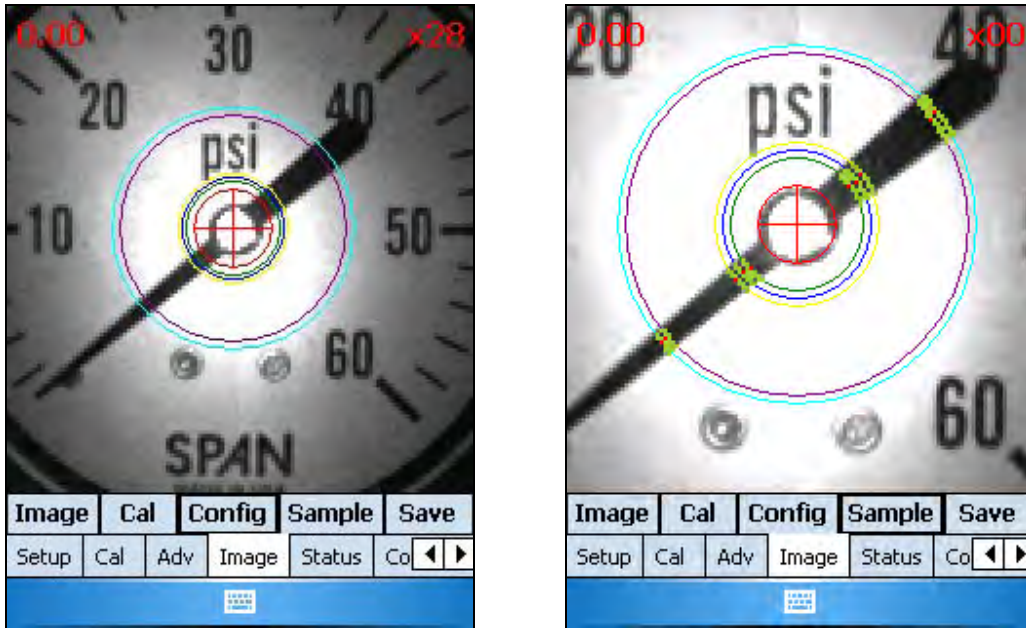 0.00
x28
30
20
40
psi
10
50
60
SPAN
Image Cal Config Sample Save
Setup Cal Adv Image Status Co
20
0.00
40
x00
psi
60
Image Cal Config Sample Save
Setup Cal Adv Image Status Co